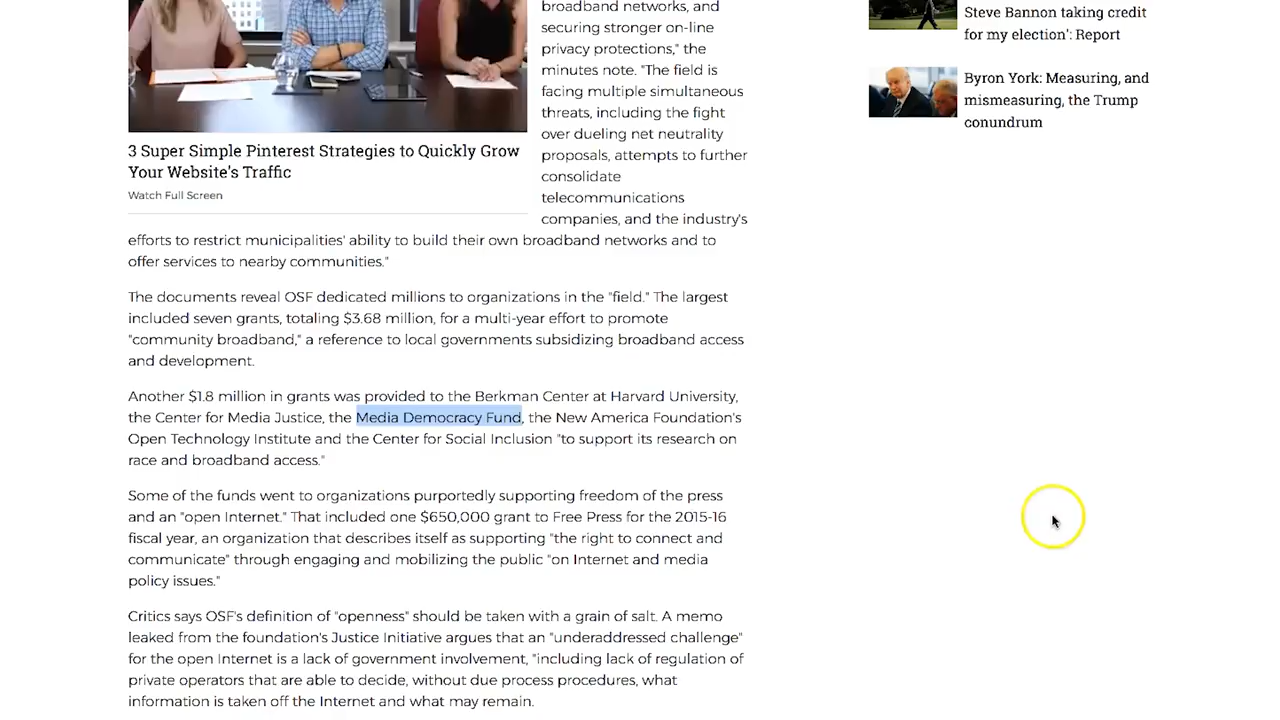 broadband networks, and
securing stronger on-line
privacy protections," the
minutes note. "The field is
facing multiple simultaneous
threats, including the fight
over dueling net neutrality
proposals, attempts to further
consolidate
telecommunications
companies, and the industry's
3 Super Simple Pinterest Strategies to Quickly Grow
Your Website's Traffic
Watch Full Screen
efforts to restrict municipalities' ability to build their own broadband networks and to
offer services to nearby communities."
The documents reveal OSF dedicated millions to organizations in the "field." The largest
included seven grants, totaling $3.68 million, for a multi-year effort to promote
"community broadband," a reference to local governments subsidizing broadband access
and development.
Another $1.8 million in grants was provided to the Berkman Center at Harvard University,
the Center for Media Justice, the Media Democracy Fund, the New America Foundation's
Open Technology Institute and the Center for Social Inclusion "to support its research on
race and broadband access."
Some of the funds went to organizations purportedly supporting freedom of the press
and an "open Internet." That included one $650,000 grant to Free Press for the 2015-16
fiscal year, an organization that describes itself as supporting "the right to connect and
communicate" through engaging and mobilizing the public "on Internet and media
policy issues."
Critics says OSF's definition of "openness" should be taken with a grain of salt. A memo
leaked from the foundation's Justice Initiative argues that an "underaddressed challenge"
for the open Internet is a lack of government involvement, "including lack of regulation of
private operators that are able to decide, without due process procedures, what
information is taken off the Internet and what may remain.
Steve Bannon taking credit
for my election': Report
Byron York: Measuring, and
mismeasuring, the Trump
conundrum